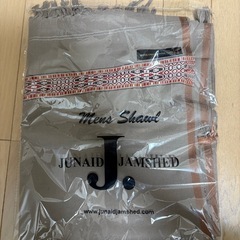 Mens Shawl
JUNAID JAMSHED
J.
www.junaidjamshed.com